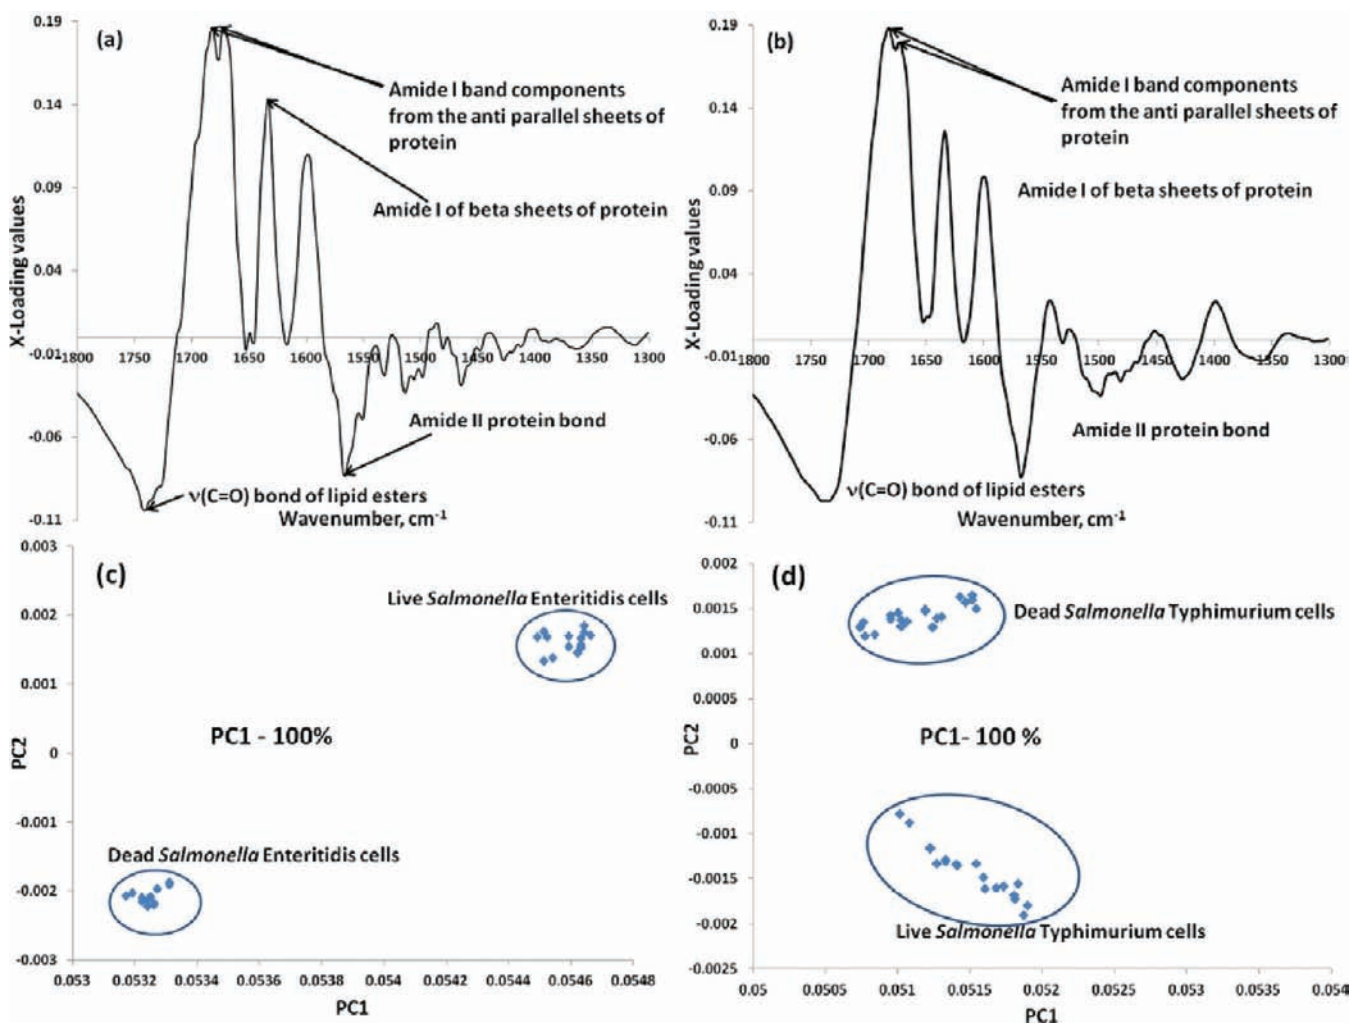 (a)
0.19
0.14
0.09
0.04
-0.01
-0.06
-0.11
X-Loading values
Amide I band components
from the anti parallel sheets of
protein
Amide I of beta sheets of protein
1800 1750 1700 1650 1600 1550 1500 1450 1400 1350 1300
Amide II protein bond
ν(C=O) bond of lipid esters
Wavenumber, cm-1
(b)
0.19
0.14
0.09
0.04
-0.01
-0.06
-0.11
X-Loading values
Amide I band components
from the anti parallel sheets of
protein
Amide I of beta sheets of protein
1800 1750 1700 1650 1600 1550 1500 1450 1400 1350 1300
Amide II protein bond
ν(C=O) bond of lipid esters
Wavenumber, cm-1
(c)
0.003
0.002
0.001
0
-0.001
-0.002
-0.003
PC2
Live Salmonella Enteritidis cells
PC1 - 100%
Dead Salmonella Enteritidis cells
0.053 0.0532 0.0534 0.0536 0.0538 0.054 0.0542 0.0544 0.0546 0.0548
PC1
(d)
0.002
0.0015
0.001
0.0005
0
-0.0005
-0.001
-0.0015
-0.002
-0.0025
PC2
Dead Salmonella Typhimurium cells
PC1- 100 %
Live Salmonella Typhimurium cells
0.05 0.0505 0.051 0.0515 0.052 0.0525 0.053 0.0535 0.054
PC1